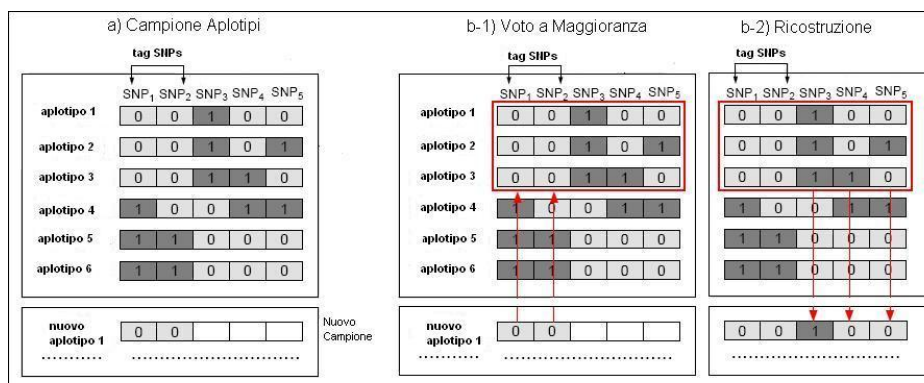 a) Campione Aplotipi
tag SNPs
SNP1 SNP2 SNP3 SNP4 SNP5
aplotipo 1 0 0 1 0 0
aplotipo 2 0 0 1 0 1
aplotipo 3 0 0 1 1 0
aplotipo 4 1 0 0 1 1
aplotipo 5 1 1 0 0 0
aplotipo 6 1 1 0 0 0
nuovo
aplotipo 1 0 0
Nuovo
Campione
b-1) Voto a Maggioranza
tag SNPs
SNP1 SNP2 SNP3 SNP4 SNP5
aplotipo 1 0 0 1 0 0
aplotipo 2 0 0 1 0 1
aplotipo 3 0 0 1 1 0
aplotipo 4 1 0 0 1 1
aplotipo 5 1 1 0 0 0
aplotipo 6 1 1 0 0 0
nuovo
aplotipo 1 0 0
b-2) Ricostruzione
tag SNPs
SNP1 SNP2 SNP3 SNP4 SNP5
0 0 1 0 0
0 0 1 0 1
0 0 1 1 0
1 0 0 1 1
1 1 0 0 0
1 1 0 0 0
0 0 1 0 0